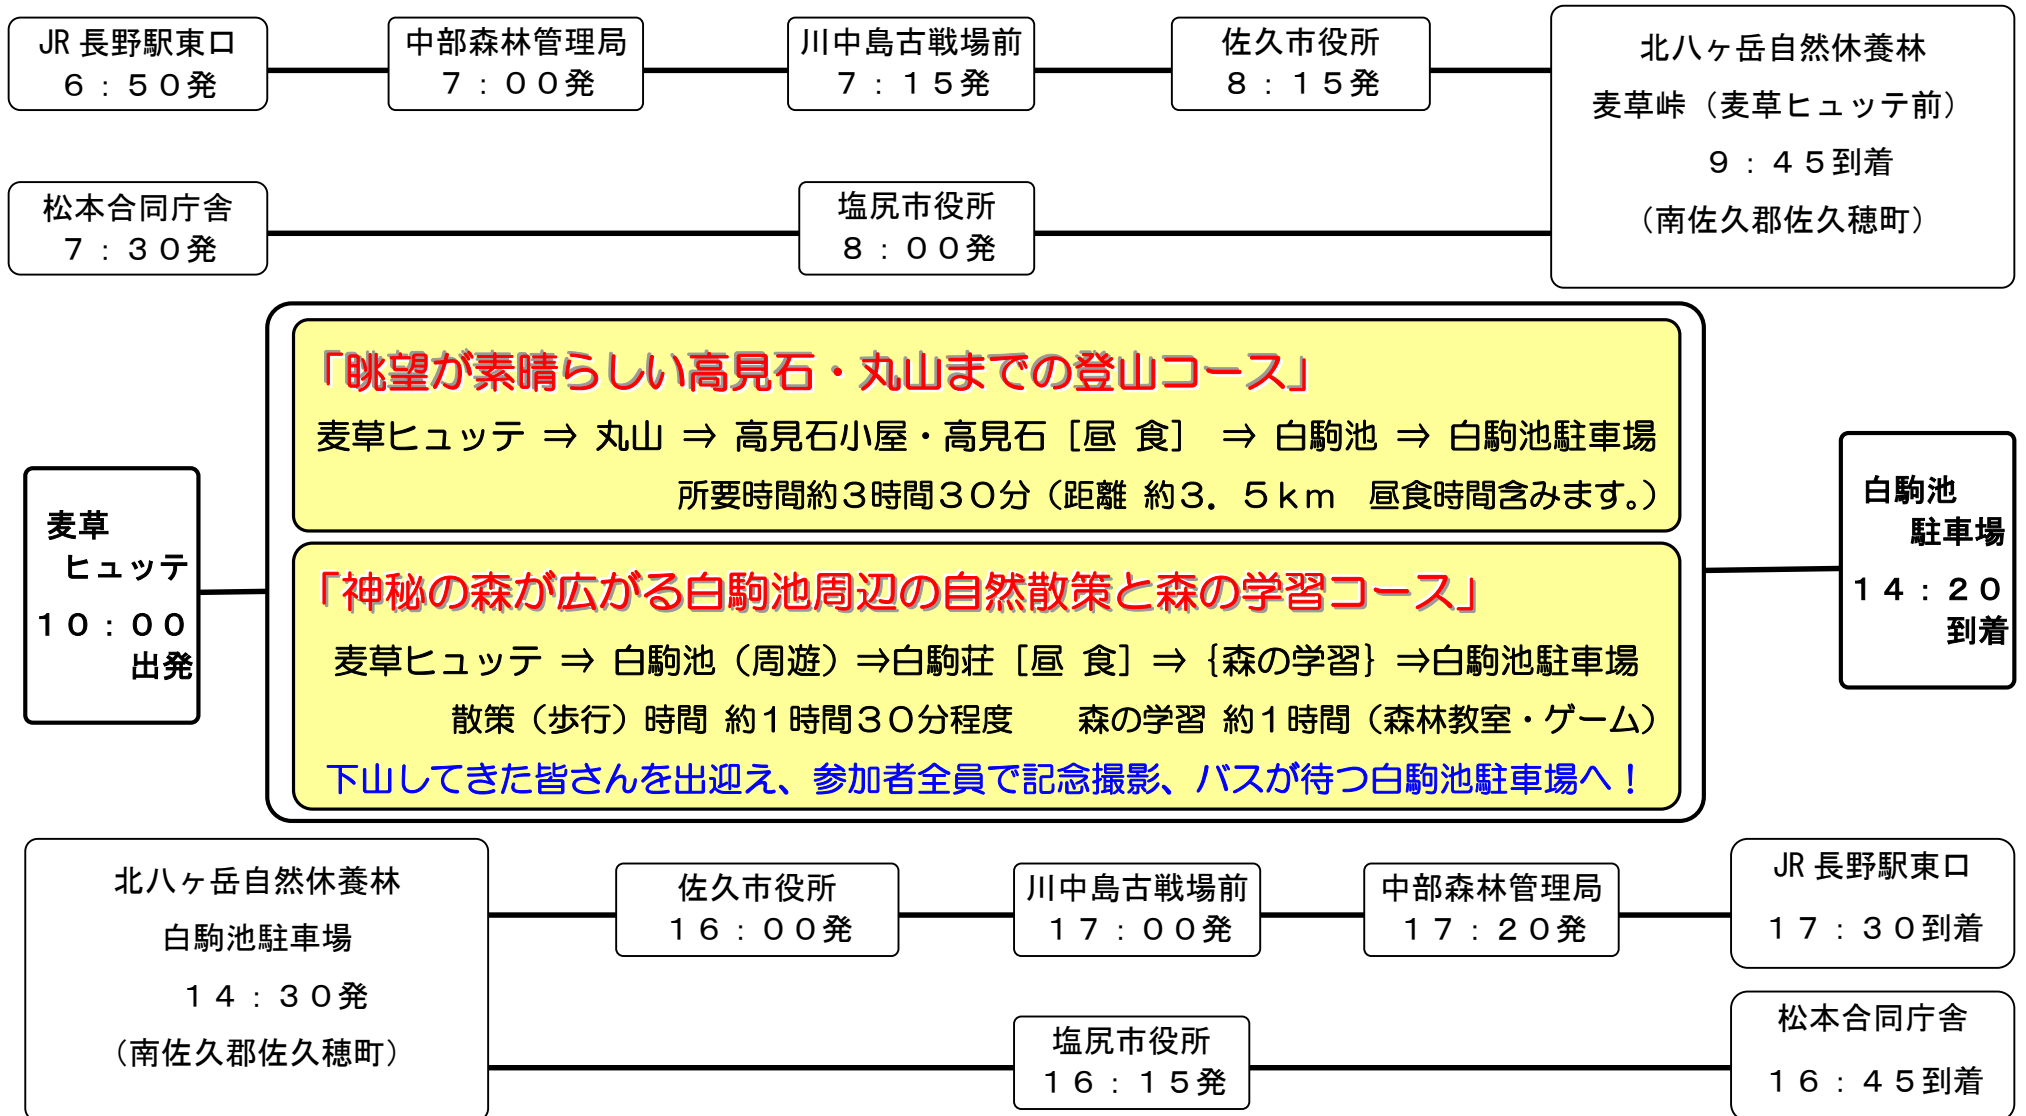 JR 長野駅東口
６：５０発
中部森林管理局
７：００発
川中島古戦場前
７：１５発
佐久市役所
８：１５発
北八ヶ岳自然休養林
麦草峠（麦草ヒュッテ前）
９：４５到着
（南佐久郡佐久穂町）
松本合同庁舎
７：３０発
塩尻市役所
８：００発
麦草
ヒュッテ
１０：００
出発
「眺望が素晴らしい高見石・丸山までの登山コース」
麦草ヒュッテ ⇒ 丸山 ⇒ 高見石小屋・高見石［昼 食］ ⇒ 白駒池 ⇒ 白駒池駐車場
所要時間約３時間３０分（距離 約３．５ｋｍ　昼食時間含みます。）
「神秘の森が広がる白駒池周辺の自然散策と森の学習コース」
麦草ヒュッテ ⇒ 白駒池（周遊）⇒白駒荘［昼 食］⇒｛森の学習｝⇒白駒池駐車場
散策（歩行）時間 約１時間３０分程度　　森の学習 約１時間（森林教室・ゲーム）
下山してきた皆さんを出迎え、参加者全員で記念撮影、バスが待つ白駒池駐車場へ！
白駒池
駐車場
１４：２０
到着
北八ヶ岳自然休養林
白駒池駐車場
１４：３０発
（南佐久郡佐久穂町）
佐久市役所
１６：００発
川中島古戦場前
１７：００発
中部森林管理局
１７：２０発
JR 長野駅東口
１７：３０到着
塩尻市役所
１６：１５発
松本合同庁舎
１６：４５到着